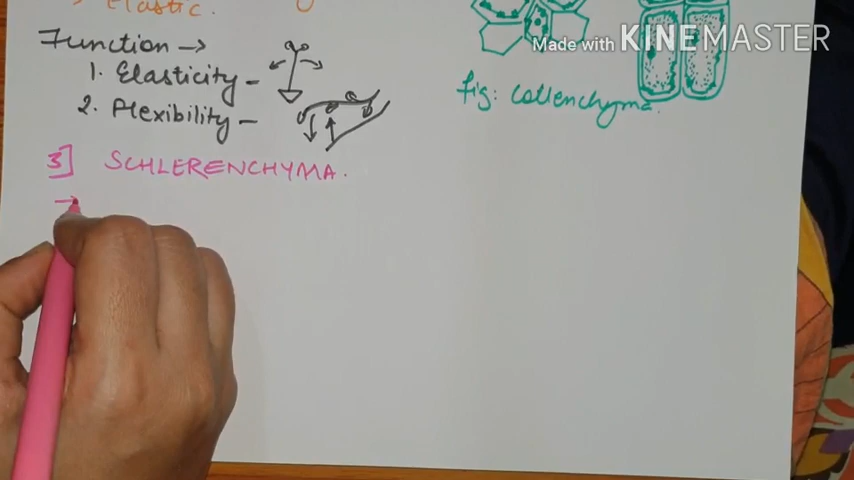 → Elastic.
Function →
1. Elasticity -
2. Flexibility -
fig: Collenchyma.
3] SCHLERENCHYMA.
→
Made with KINEMASTER